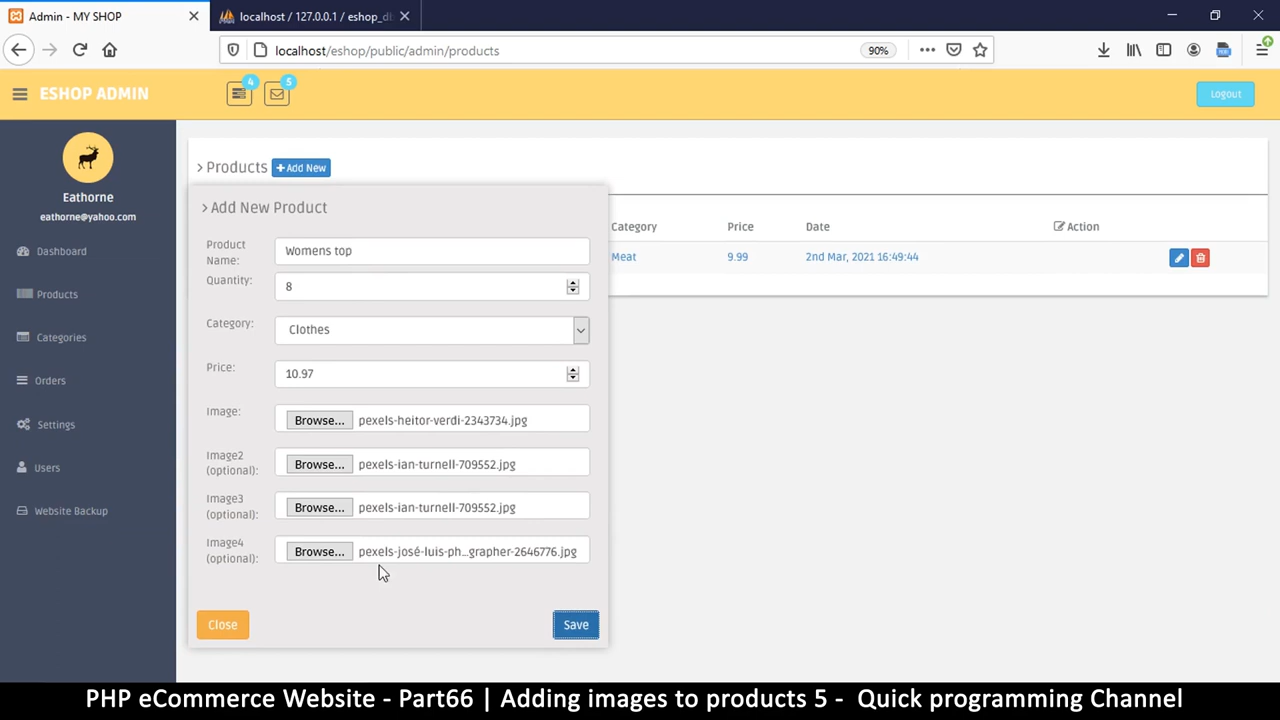 Admin - MY SHOP
localhost / 127.0.0.1 / eshop_d
localhost/eshop/public/admin/products
90%
ESHOP ADMIN
4
5
Logout
Eathorne
eathorne@yahoo.com
Dashboard
Products
Categories
Orders
Settings
Users
Website Backup
Products
Add New
Category
Price
Date
Action
Meat
9.99
2nd Mar, 2021 16:49:44
Add New Product
Product Name:
Womens top
Quantity:
8
Category:
Clothes
Price:
10.97
Image:
Browse... pexels-heitor-verdi-2343734.jpg
Image2 (optional):
Browse... pexels-ian-turnell-709552.jpg
Image3 (optional):
Browse... pexels-ian-turnell-709552.jpg
Image4 (optional):
Browse... pexels-josé-luis-ph...grapher-2646776.jpg
Close
Save
PHP eCommerce Website - Part66 | Adding images to products 5 - Quick programming Channel